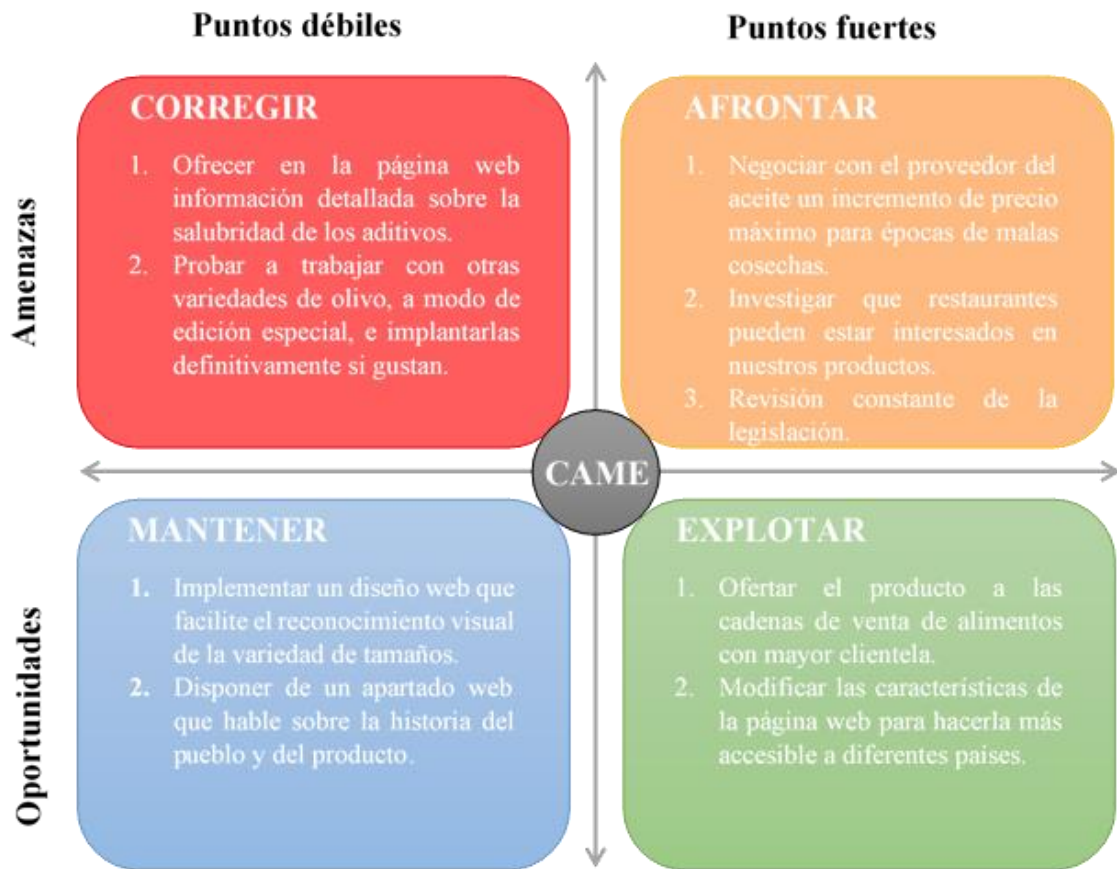 Puntos débiles
Puntos fuertes
Amenazas
CORREGIR
1. Ofrecer en la página web
información detallada sobre la
salubridad de los aditivos.
2. Probar a trabajar con otras
variedades de olivo, a modo de
edición especial, e implantarlas
definitivamente si gustan.
AFRONTAR
1. Negociar con el proveedor del
aceite un incremento de precio
máximo para épocas de malas
cosechas.
2. Investigar que restaurantes
pueden estar interesados en
nuestros productos.
3. Revisión constante de la
legislación.
CAME
Oportunidades
MANTENER
1. Implementar un diseño web que
facilite el reconocimiento visual
de la variedad de tamaños.
2. Disponer de un apartado web
que hable sobre la historia del
pueblo y del producto.
EXPLOTAR
1. Ofertar el producto a las
cadenas de venta de alimentos
con mayor clientela.
2. Modificar las características de
la página web para hacerla más
accesible a diferentes países.